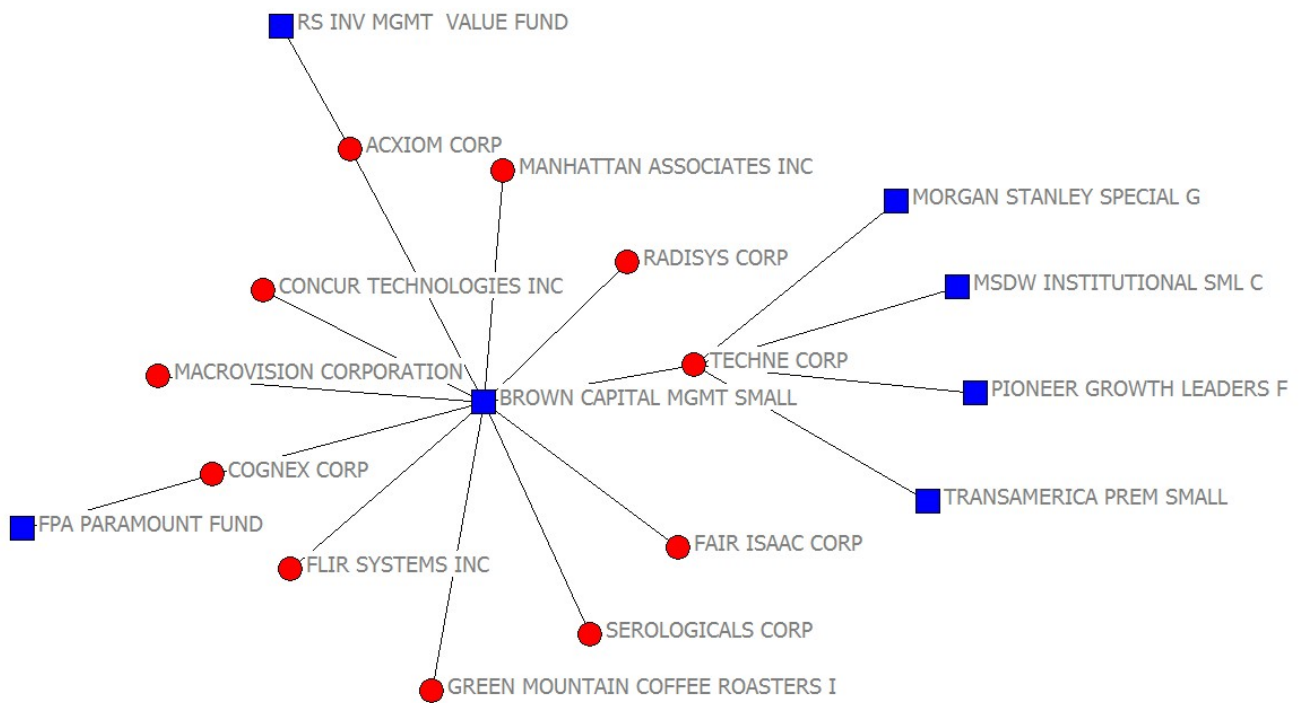 RS INV MGMT  VALUE FUND
ACXIOM CORP
MANHATTAN ASSOCIATES INC
MORGAN STANLEY SPECIAL G
RADISYS CORP
CONCUR TECHNOLOGIES INC
MSDW INSTITUTIONAL SML C
TECHNE CORP
MACROVISION CORPORATION
PIONEER GROWTH LEADERS F
BROWN CAPITAL MGMT SMALL
COGNEX CORP
TRANSAMERICA PREM SMALL
FPA PARAMOUNT FUND
FAIR ISAAC CORP
FLIR SYSTEMS INC
SEROLOGICALS CORP
GREEN MOUNTAIN COFFEE ROASTERS I